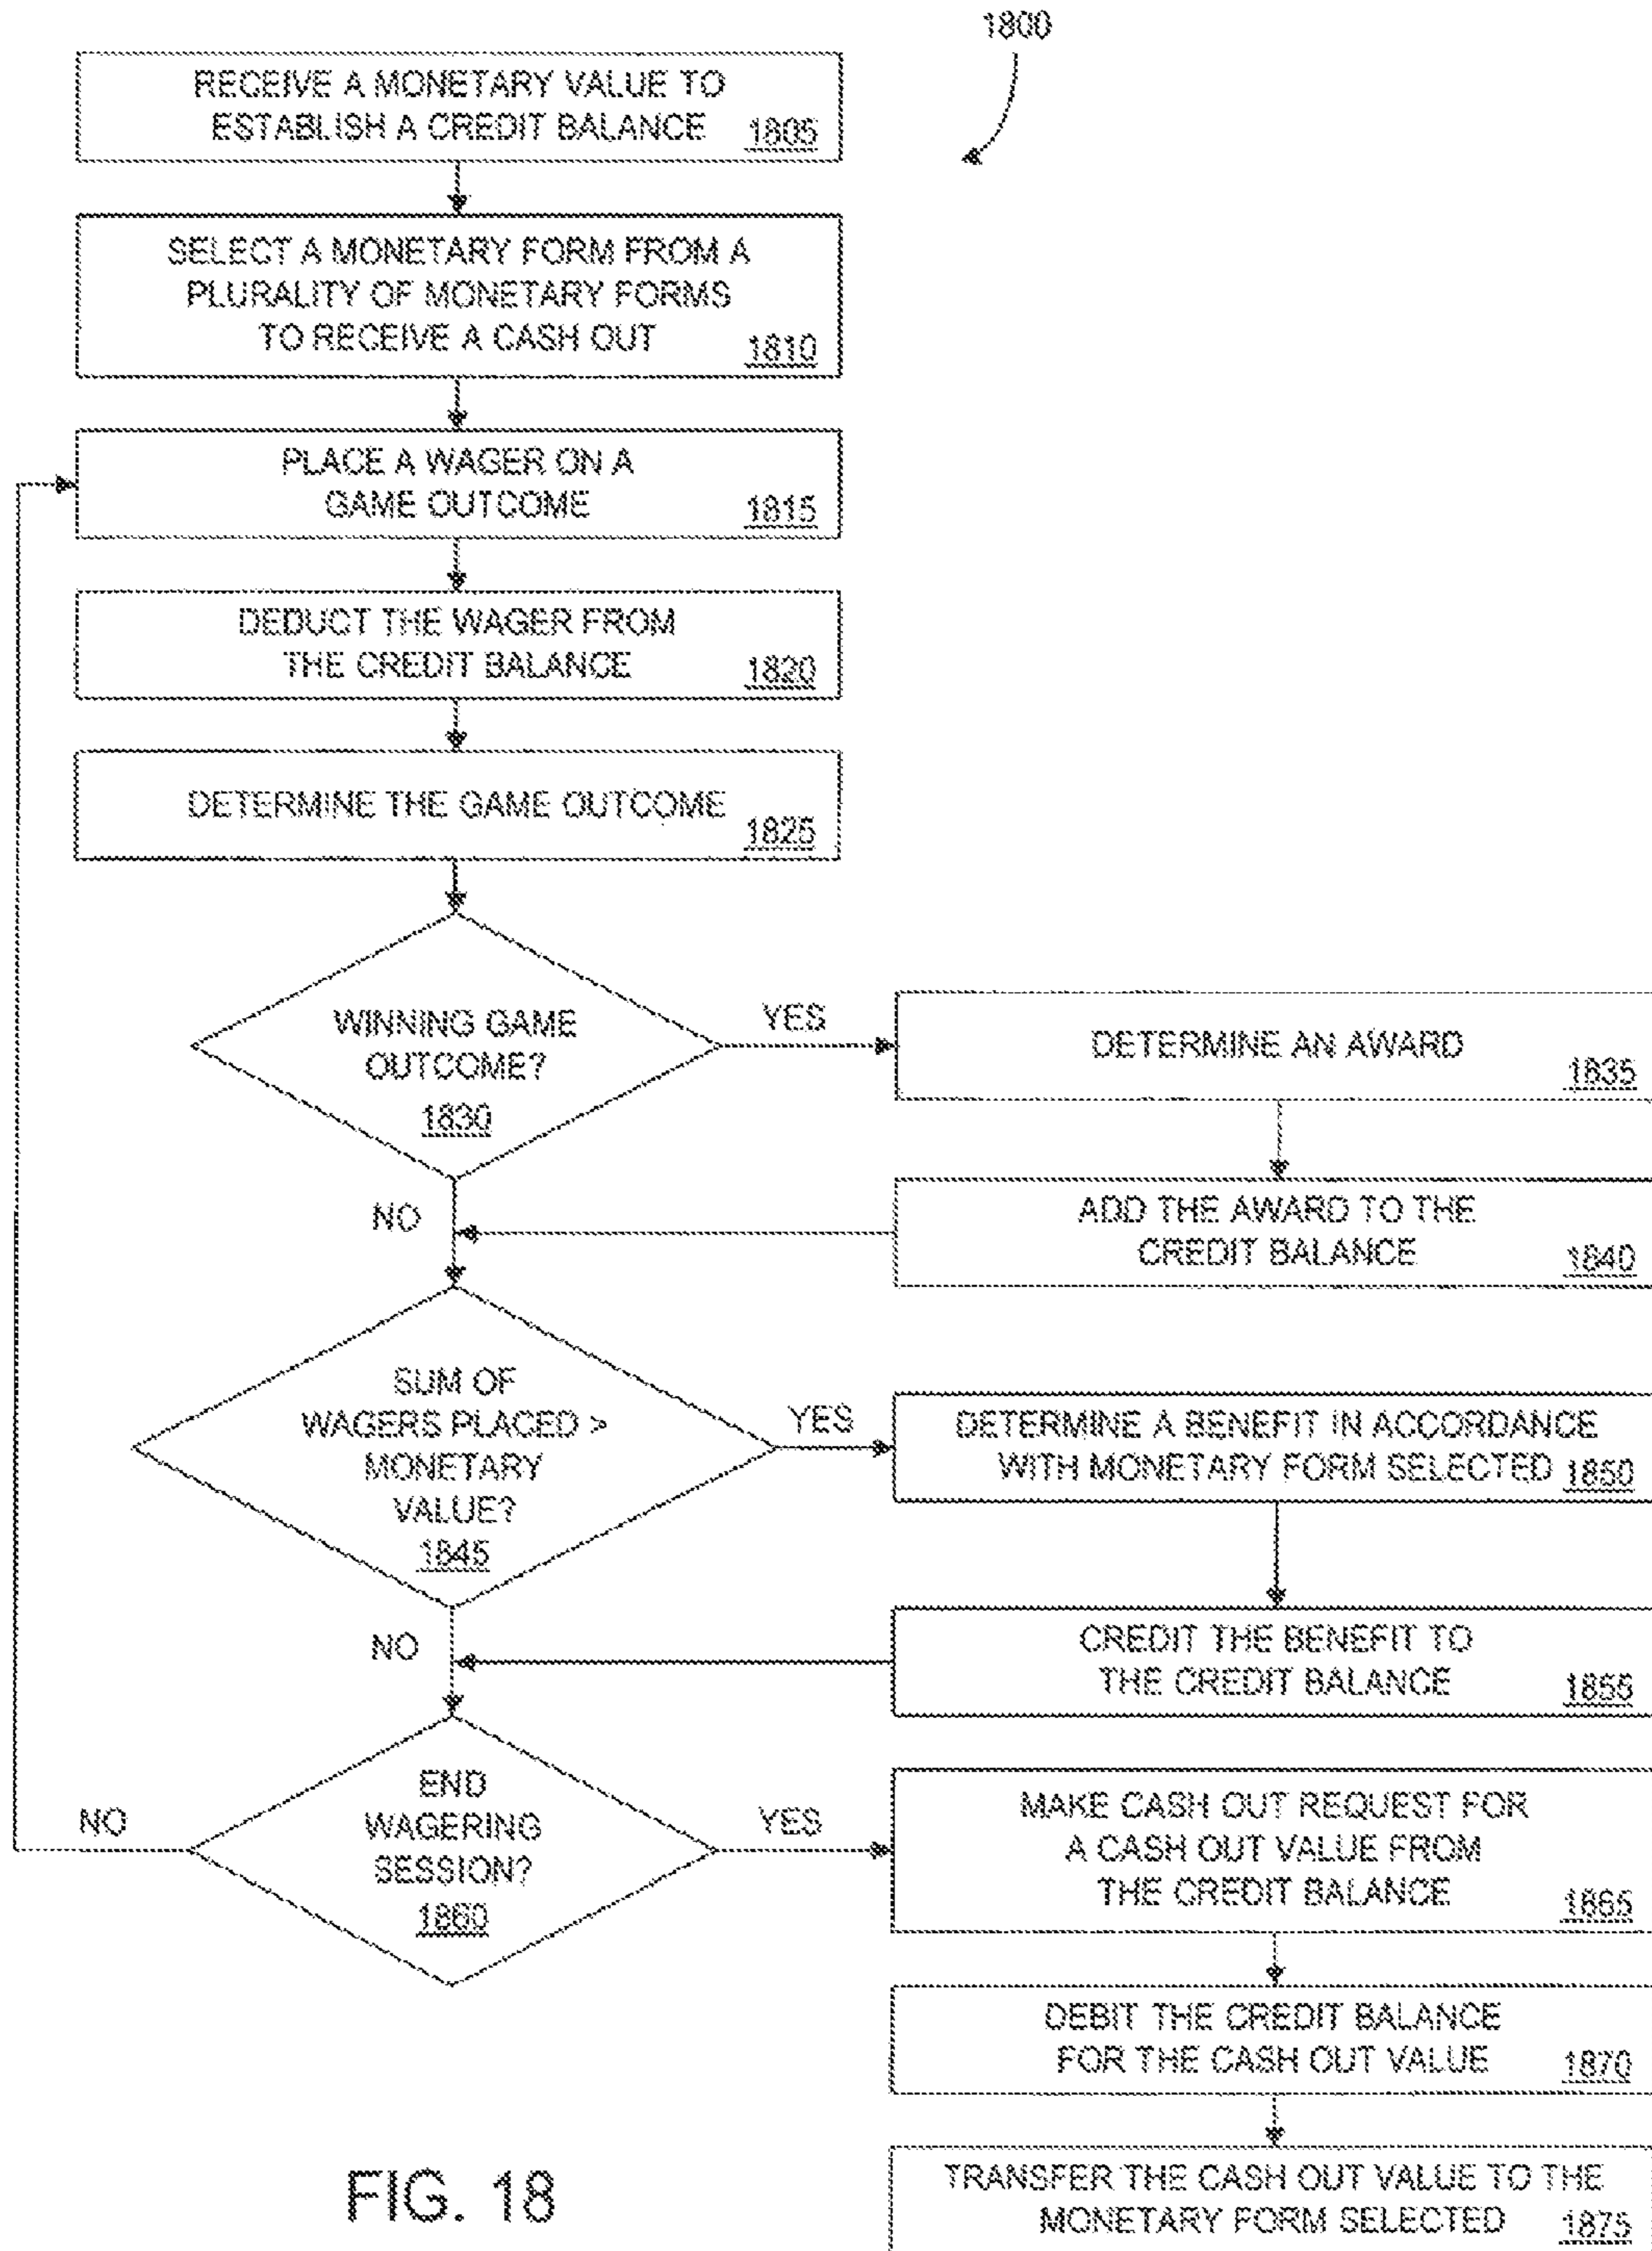 1800
RECEIVE A MONETARY VALUE TO
ESTABLISH A CREDIT BALANCE 1805
SELECT A MONETARY FORM FROM A
PLURALITY OF MONETARY FORMS
TO RECEIVE A CASH OUT 1810
PLACE A WAGER ON A
GAME OUTCOME 1815
DEDUCT THE WAGER FROM
THE CREDIT BALANCE 1820
DETERMINE THE GAME OUTCOME 1825
WINNING GAME
OUTCOME?
1830
YES
DETERMINE AN AWARD 1835
NO
ADD THE AWARD TO THE
CREDIT BALANCE 1840
SUM OF
WAGERS PLACED >
MONETARY
VALUE?
1845
YES
DETERMINE A BENEFIT IN ACCORDANCE
WITH MONETARY FORM SELECTED 1850
NO
CREDIT THE BENEFIT TO
THE CREDIT BALANCE 1855
END
WAGERING
SESSION?
1860
NO
YES
MAKE CASH OUT REQUEST FOR
A CASH OUT VALUE FROM
THE CREDIT BALANCE 1865
DEBIT THE CREDIT BALANCE
FOR THE CASH OUT VALUE 1870
TRANSFER THE CASH OUT VALUE TO THE
MONETARY FORM SELECTED 1875
FIG. 18